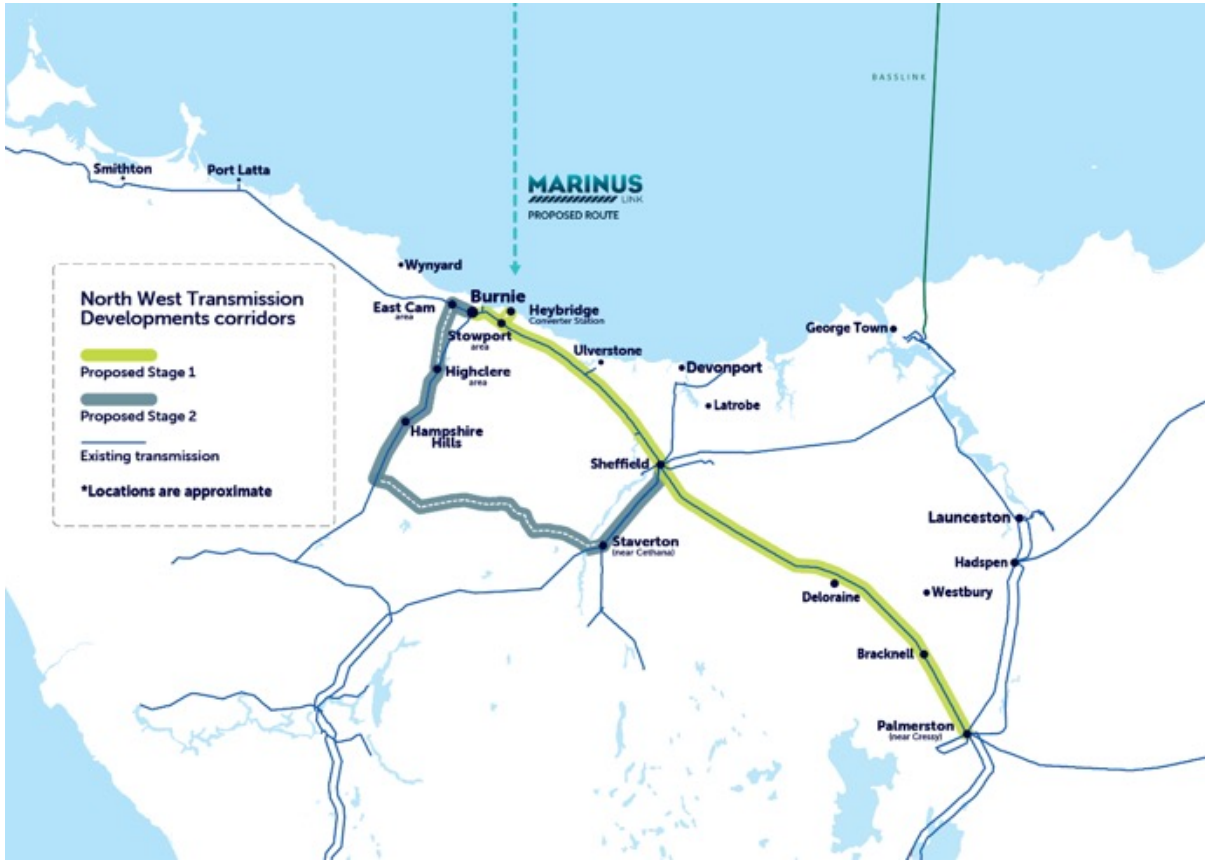 BASSLINK
Smithton
Port Latta
MARINUS
LINK
PROPOSED ROUTE
Wynyard
North West Transmission
Developments corridors
Proposed Stage 1
Proposed Stage 2
Existing transmission
*Locations are approximate
East Cam
area
Burnie
Heybridge
Converter Station
Stowport
area
George Town
Ulverstone
Devonport
Highclere
area
Latrobe
Hampshire
Hills
Sheffield
Launceston
Staverton
(near Cethana)
Hadspen
Deloraine
Westbury
Bracknell
Palmerston
(near Cressy)